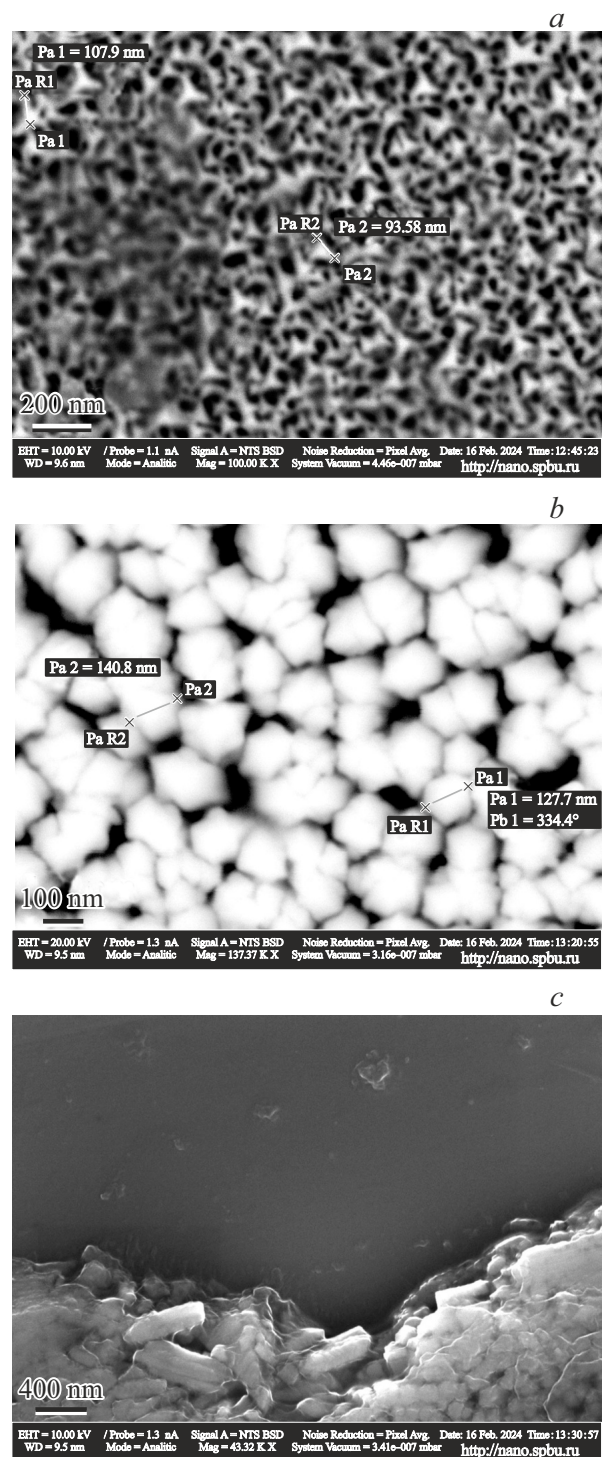 a
Pa 1 = 107.9 nm
Pa R1
Pa 1
Pa R2
Pa 2 = 93.58 nm
Pa 2
200 nm
EHT = 10.00 kV / Probe = 1.1 nA Signal A = NTS BSD Noise Reduction = Pixel Avg. Date: 16 Feb. 2024 Time:12:45:23
WD = 9.6 nm Mode = Analitic Mag = 100.00 K X System Vacuum = 4.46e–007 mbar http://nano.spbu.ru
b
Pa 2 = 140.8 nm
Pa 2
Pa R2
Pa 1
Pa 1 = 127.7 nm
Pa R1
Pb 1 = 334.4°
100 nm
EHT = 20.00 kV / Probe = 1.3 nA Signal A = NTS BSD Noise Reduction = Pixel Avg. Date: 16 Feb. 2024 Time:13:20:55
WD = 9.5 nm Mode = Analitic Mag = 137.37 K X System Vacuum = 3.16e–007 mbar http://nano.spbu.ru
c
400 nm
EHT = 10.00 kV / Probe = 1.3 nA Signal A = NTS BSD Noise Reduction = Pixel Avg. Date: 16 Feb. 2024 Time:13:30:57
WD = 9.5 nm Mode = Analitic Mag = 43.32 K X System Vacuum = 3.41e–007 mbar http://nano.spbu.ru